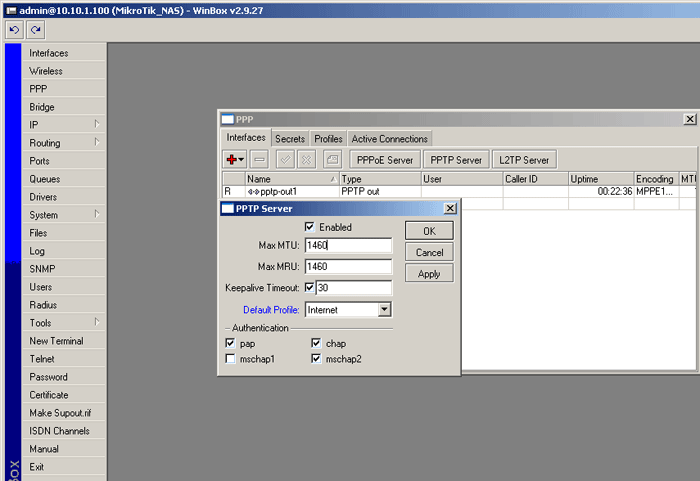 admin@10.10.1.100 (MikroTik_NAS) - WinBox v2.9.27
Interfaces
Wireless
PPP
Bridge
IP
Routing
Ports
Queues
Drivers
System
Files
Log
SNMP
Users
Radius
Tools
New Terminal
Telnet
Password
Certificate
Make Supout.rif
ISDN Channels
Manual
Exit
BOX
PPP
Interfaces Secrets Profiles Active Connections
PPPoE Server PPTP Server L2TP Server
Name Type User Caller ID Uptime Encoding MTU
R pptp-out1 PPTP out 00:22:36 MPPE1...
PPTP Server
Enabled
OK
Max MTU: 1460
Cancel
Max MRU: 1460
Apply
Keepalive Timeout: 30
Default Profile: Internet
Authentication
pap chap
mschap1 mschap2